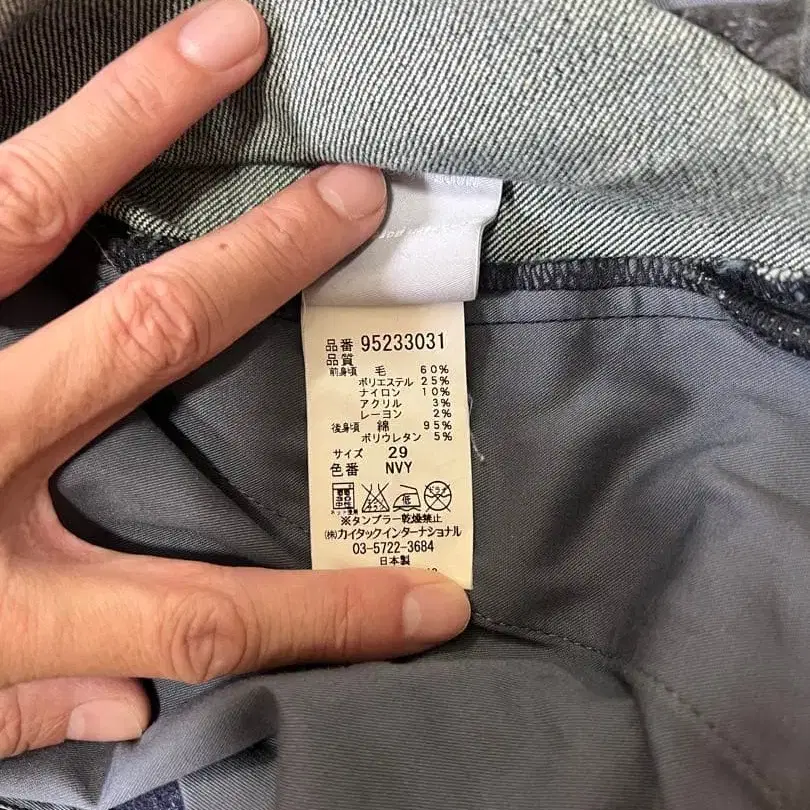 品番 95233031
品質
前身頃 毛 60%
ポリエステル 25%
ナイロン 10%
アクリル 3%
レーヨン 2%
後身頃 綿 95%
ポリウレタン 5%
サイズ 29
色番 NVY
低 ドライ
※タンブラー乾燥禁止
㈱カイタックインターナショナル
03-5722-3684
日本製